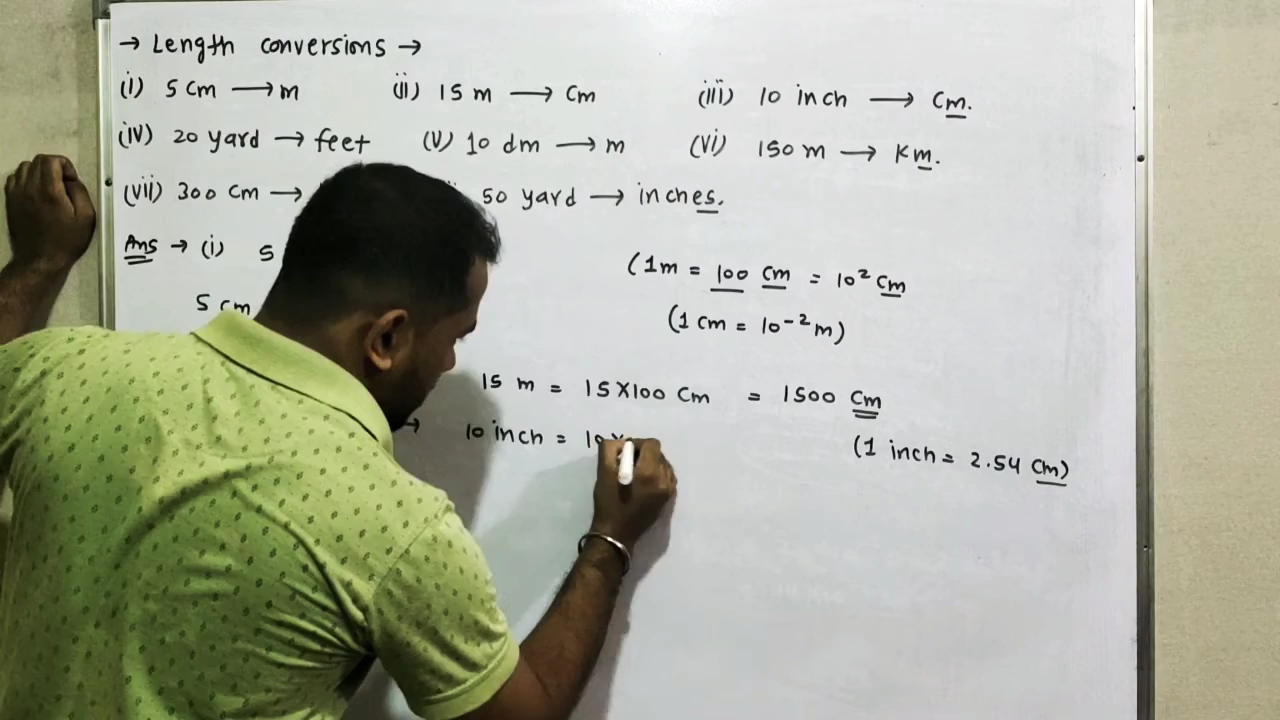 → Length conversions →
(i) 5 cm → m (ii) 15 m → cm (iii) 10 inch → cm.
(iv) 20 yard → feet (v) 10 dm → m (vi) 150 m → Km.
(vii) 300 cm → 50 yard → inches.
Ans → (i) 5 (1m = 100 cm = 10² cm
5 cm (1 cm = 10⁻² m)
15 m = 15×100 cm = 1500 cm
→ 10 inch = 10× (1 inch = 2.54 cm)